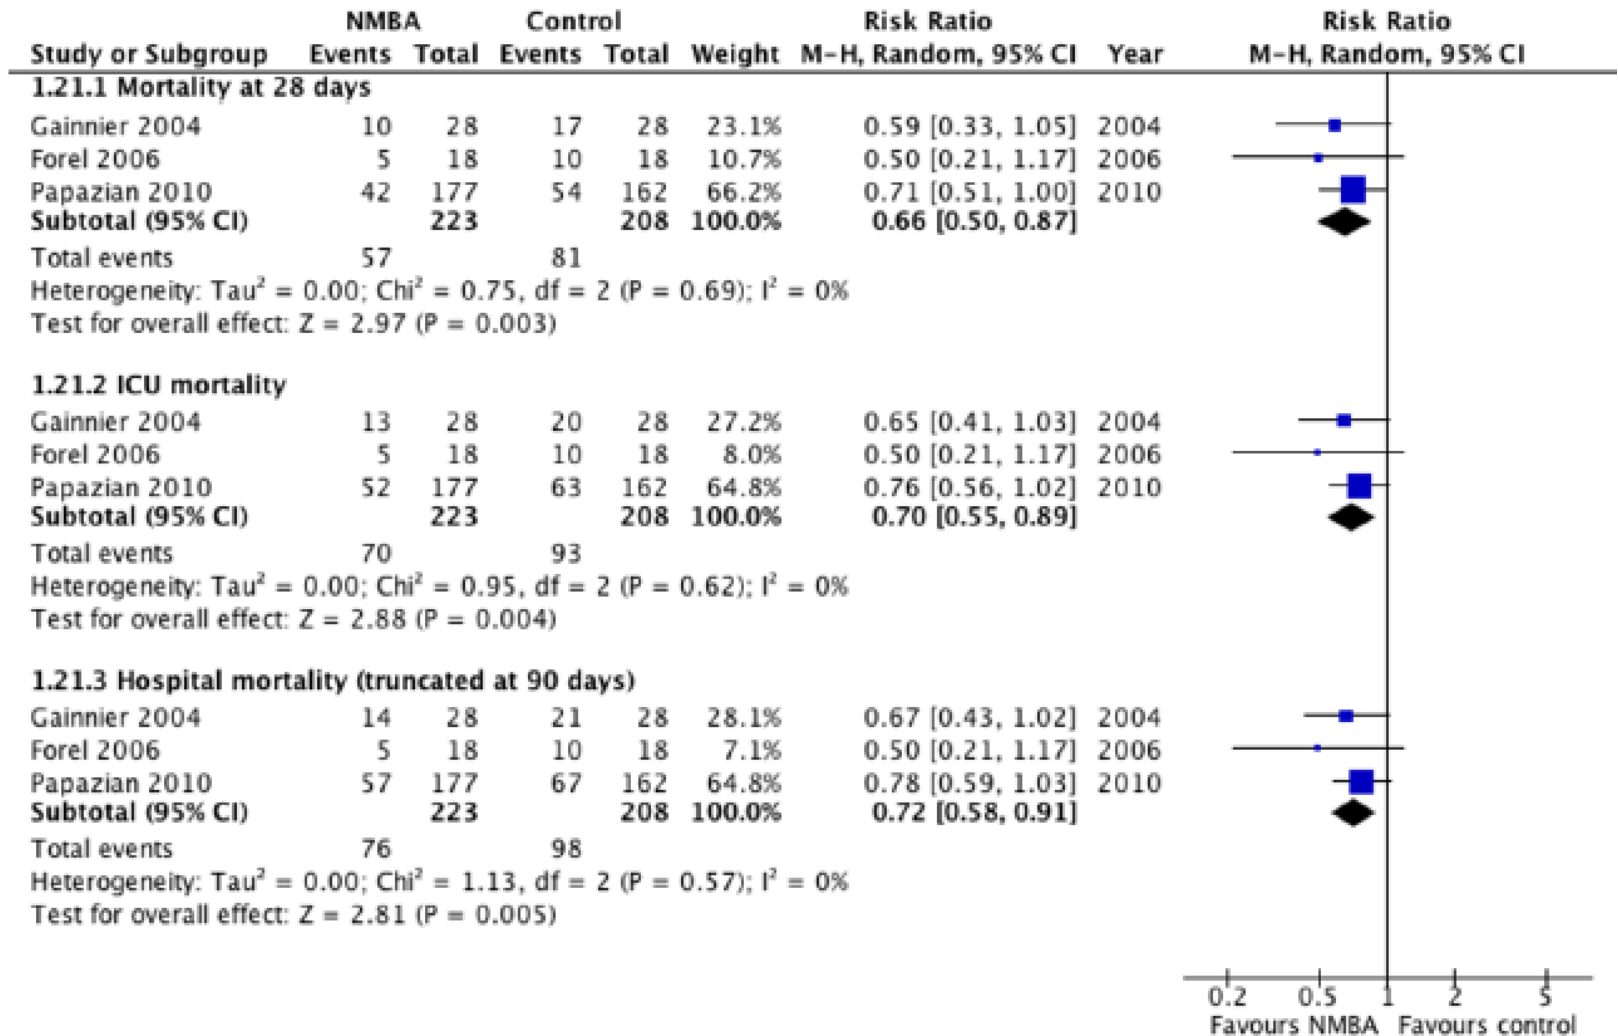 NMBA Control Risk Ratio Risk Ratio
Study or Subgroup Events Total Events Total Weight M-H, Random, 95% CI Year M-H, Random, 95% CI
1.21.1 Mortality at 28 days
Gainnier 2004 10 28 17 28 23.1% 0.59 [0.33, 1.05] 2004
Forel 2006 5 18 10 18 10.7% 0.50 [0.21, 1.17] 2006
Papazian 2010 42 177 54 162 66.2% 0.71 [0.51, 1.00] 2010
Subtotal (95% CI) 223 208 100.0% 0.66 [0.50, 0.87]
Total events 57 81
Heterogeneity: Tau² = 0.00; Chi² = 0.75, df = 2 (P = 0.69); I² = 0%
Test for overall effect: Z = 2.97 (P = 0.003)
1.21.2 ICU mortality
Gainnier 2004 13 28 20 28 27.2% 0.65 [0.41, 1.03] 2004
Forel 2006 5 18 10 18 8.0% 0.50 [0.21, 1.17] 2006
Papazian 2010 52 177 63 162 64.8% 0.76 [0.56, 1.02] 2010
Subtotal (95% CI) 223 208 100.0% 0.70 [0.55, 0.89]
Total events 70 93
Heterogeneity: Tau² = 0.00; Chi² = 0.95, df = 2 (P = 0.62); I² = 0%
Test for overall effect: Z = 2.88 (P = 0.004)
1.21.3 Hospital mortality (truncated at 90 days)
Gainnier 2004 14 28 21 28 28.1% 0.67 [0.43, 1.02] 2004
Forel 2006 5 18 10 18 7.1% 0.50 [0.21, 1.17] 2006
Papazian 2010 57 177 67 162 64.8% 0.78 [0.59, 1.03] 2010
Subtotal (95% CI) 223 208 100.0% 0.72 [0.58, 0.91]
Total events 76 98
Heterogeneity: Tau² = 0.00; Chi² = 1.13, df = 2 (P = 0.57); I² = 0%
Test for overall effect: Z = 2.81 (P = 0.005)
0.2 0.5 1 2 5
Favours NMBA Favours control